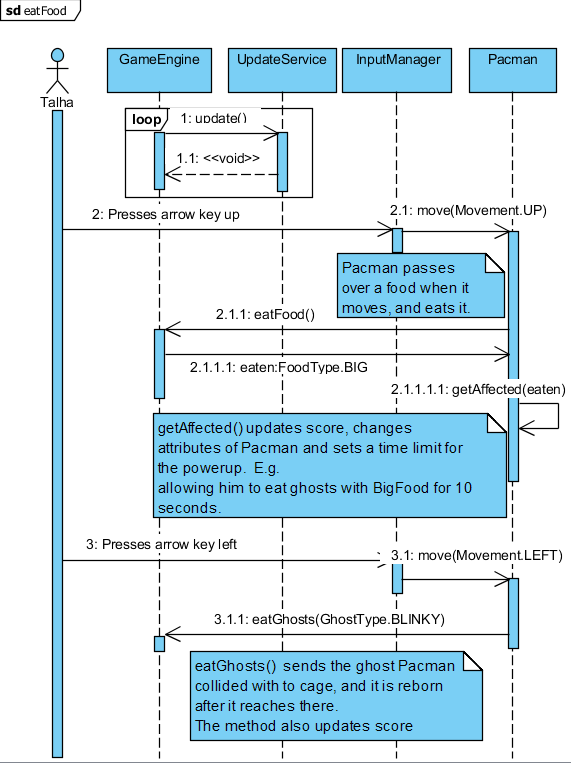 sd eatFood
GameEngine UpdateService InputManager Pacman
Talha
loop
1: update()
1.1: <<void>>
2: Presses arrow key up
2.1: move(Movement.UP)
Pacman passes
over a food when it
moves, and eats it.
2.1.1: eatFood()
2.1.1.1: eaten:FoodType.BIG
2.1.1.1.1: getAffected(eaten)
getAffected() updates score, changes
attributes of Pacman and sets a time limit for
the powerup. E.g.
allowing him to eat ghosts with BigFood for 10
seconds.
3: Presses arrow key left
3.1: move(Movement.LEFT)
3.1.1: eatGhosts(GhostType.BLINKY)
eatGhosts() sends the ghost Pacman
collided with to cage, and it is reborn
after it reaches there.
The method also updates score